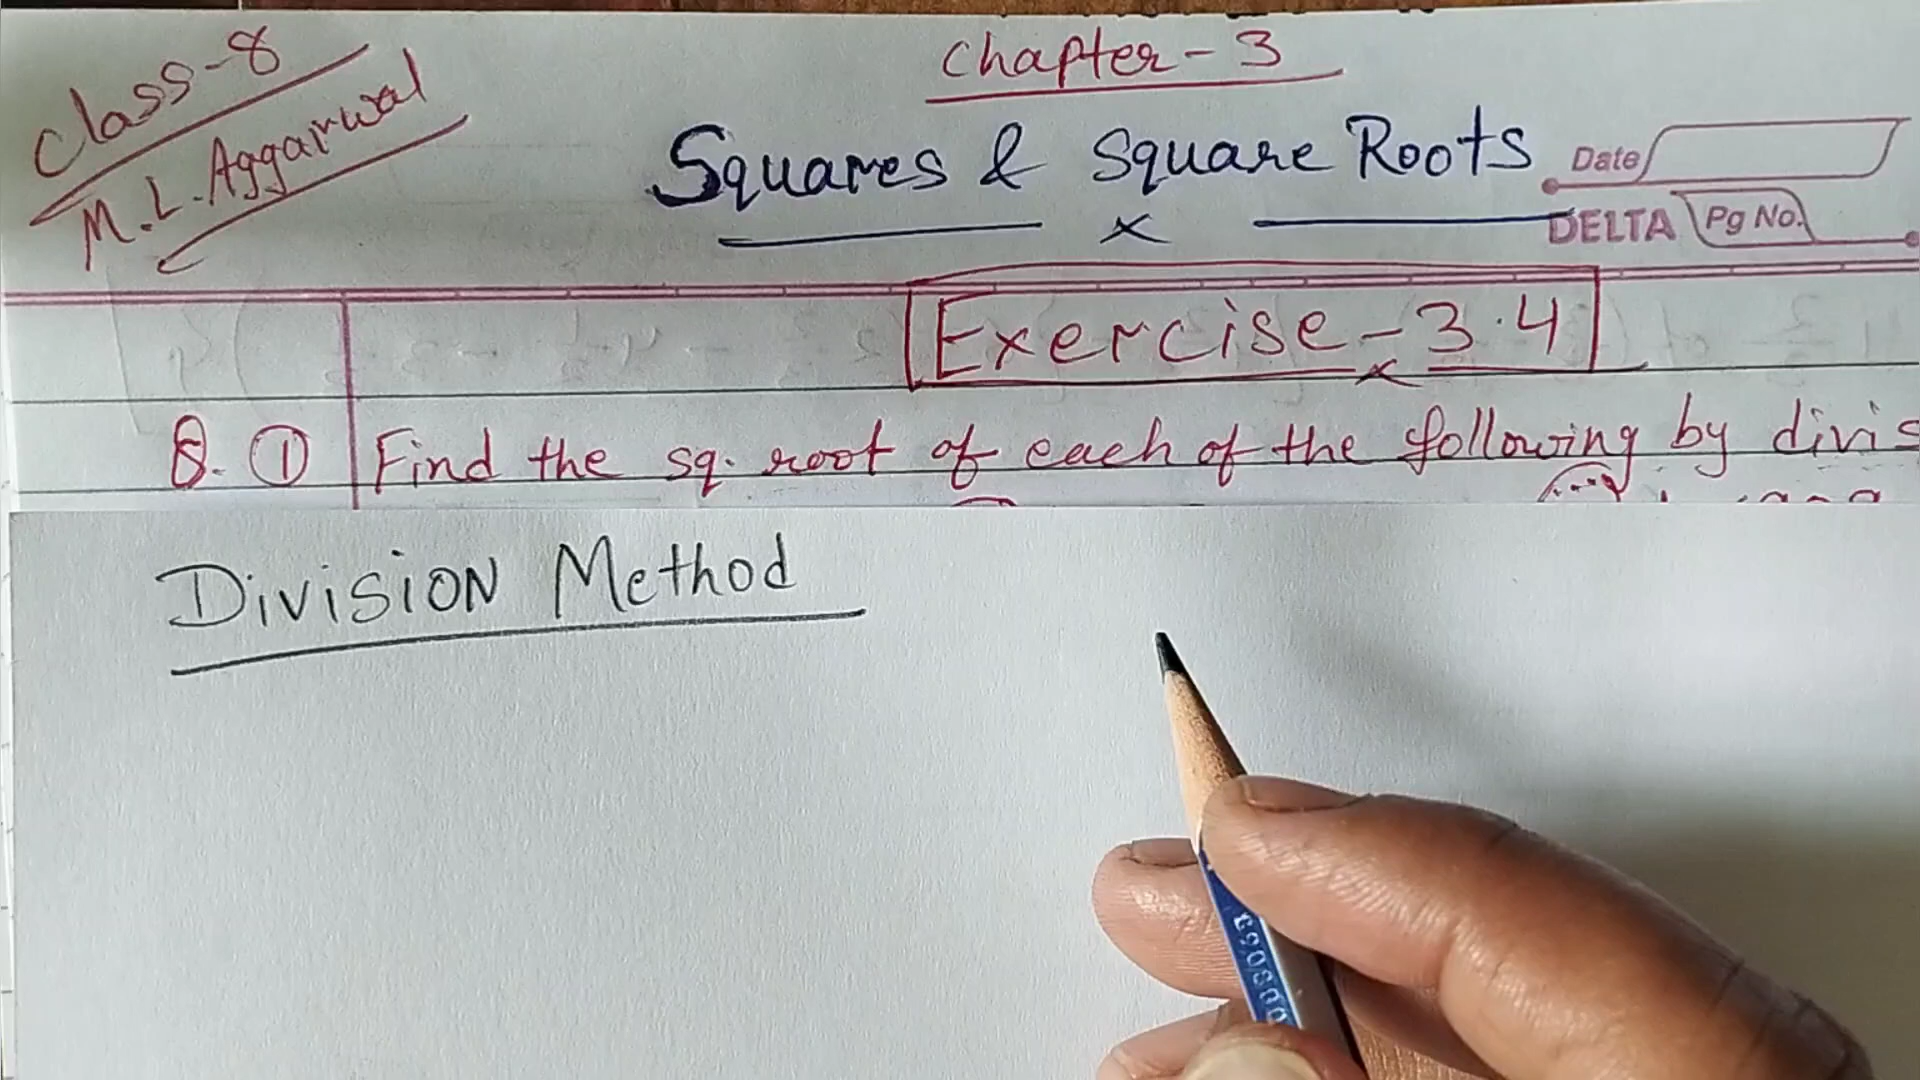 Class-8
M.L. Aggarwal
Chapter-3
Squares & Square Roots
Date
DELTA Pg No.
Exercise-3.4
Q. ① Find the sq. root of each of the following by divis
Division Method